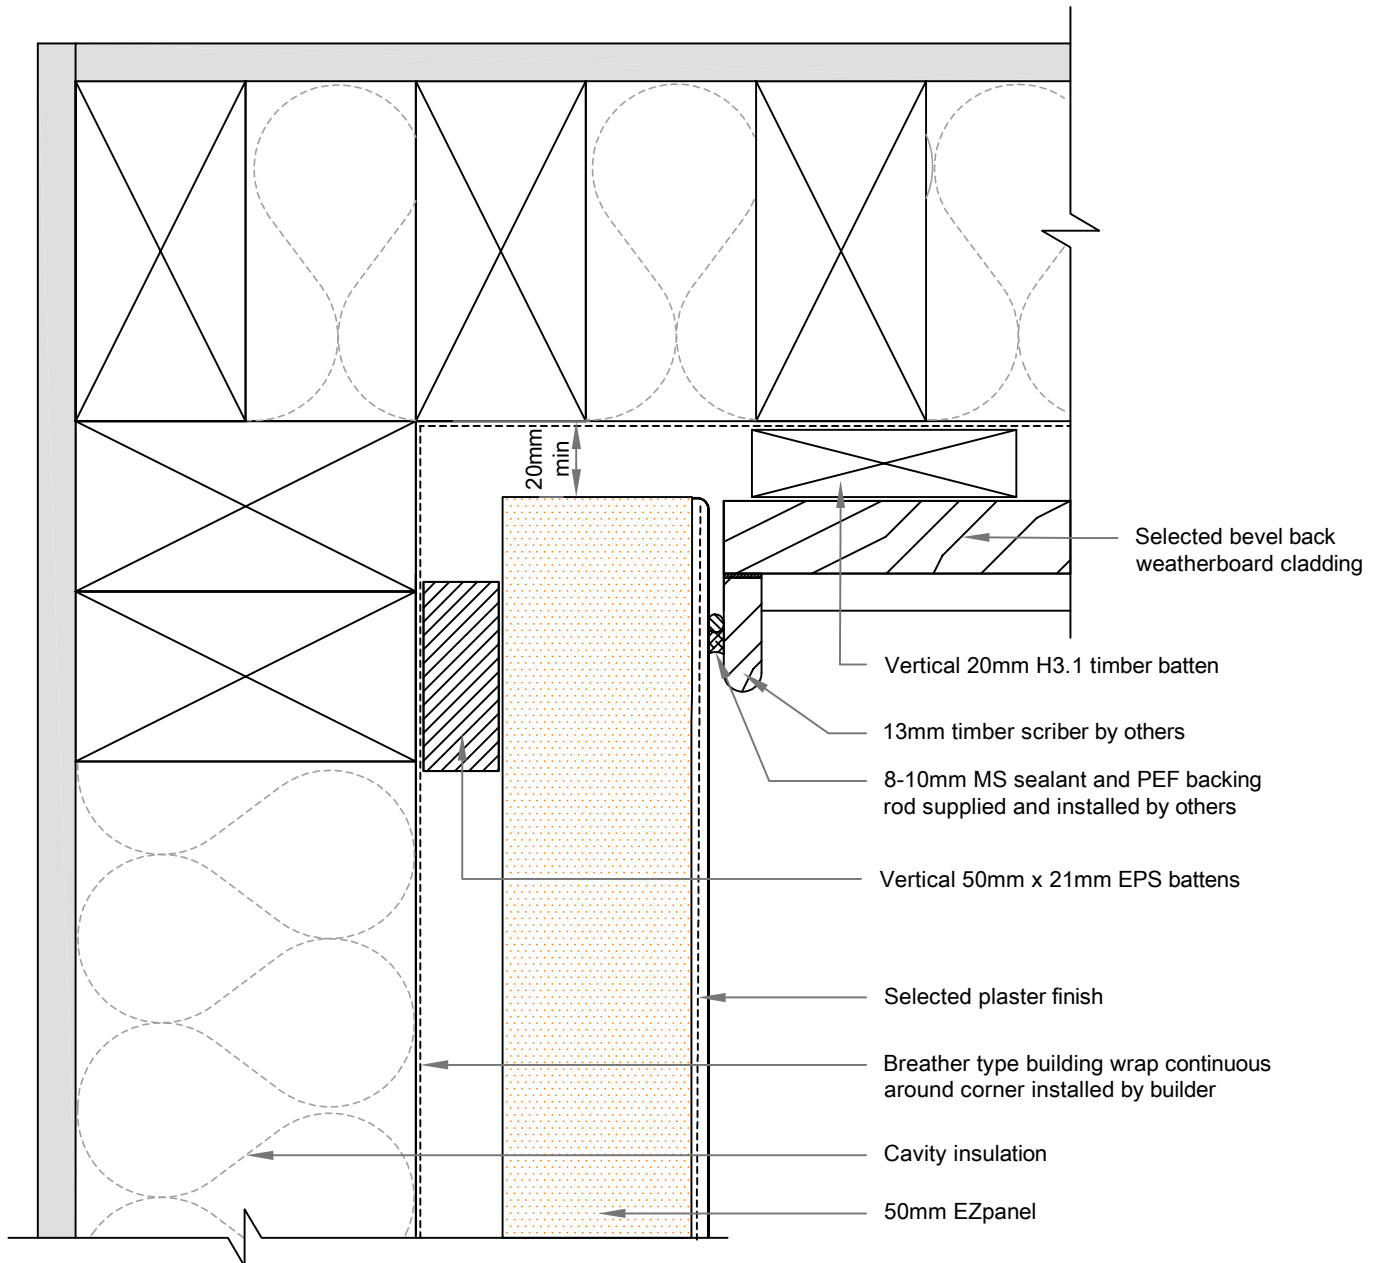 20mm
min
Selected bevel back
weatherboard cladding
Vertical 20mm H3.1 timber batten
13mm timber scriber by others
8-10mm MS sealant and PEF backing
rod supplied and installed by others
Vertical 50mm x 21mm EPS battens
Selected plaster finish
Breather type building wrap continuous
around corner installed by builder
Cavity insulation
50mm EZpanel